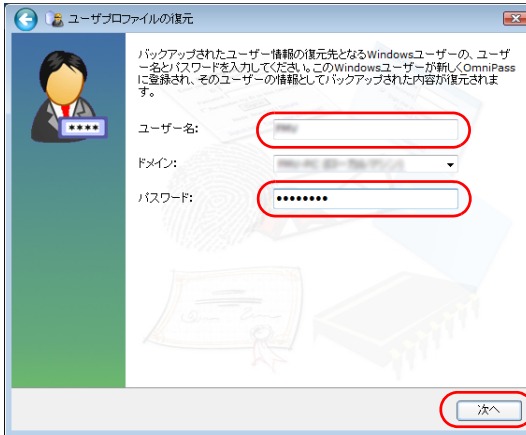 ユーザプロファイルの復元
バックアップされたユーザー情報の復元先となるWindowsユーザーの、ユーザ
ー名とパスワードを入力してください。このWindowsユーザーが新しくOmniPass
に登録され、そのユーザーの情報としてバックアップされた内容が復元されま
す。
****
ユーザー名:
ドメイン:
パスワード:
●●●●●●●●
次へ